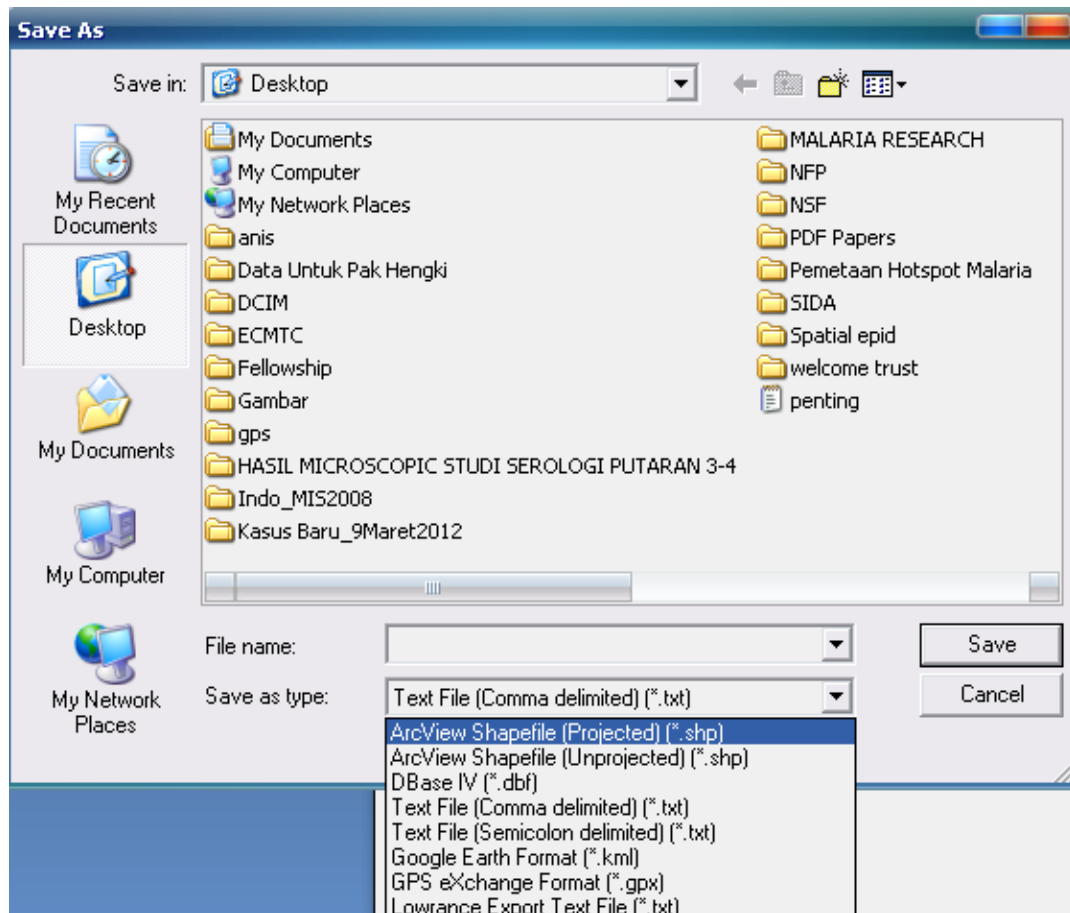 Save As
Save in:
Desktop
My Recent
Documents
Desktop
My Documents
My Computer
My Network
Places
My Documents
My Computer
My Network Places
anis
Data Untuk Pak Hengki
DCIM
ECMTC
Fellowship
Gambar
gps
HASIL MICROSCOPIC STUDI SEROLOGI PUTARAN 3-4
Indo_MIS2008
Kasus Baru_9Maret2012
MALARIA RESEARCH
NFP
NSF
PDF Papers
Pemetaan Hotspot Malaria
SIDA
Spatial epid
welcome trust
penting
File name:
Save
Save as type:
Text File (Comma delimited) (*.txt)
Cancel
ArcView Shapefile (Projected) (*.shp)
ArcView Shapefile (Unprojected) (*.shp)
DBase IV (*.dbf)
Text File (Comma delimited) (*.txt)
Text File (Semicolon delimited) (*.txt)
Google Earth Format (*.kml)
GPS eXchange Format (*.gpx)
Lowrance Export Text File (*.txt)